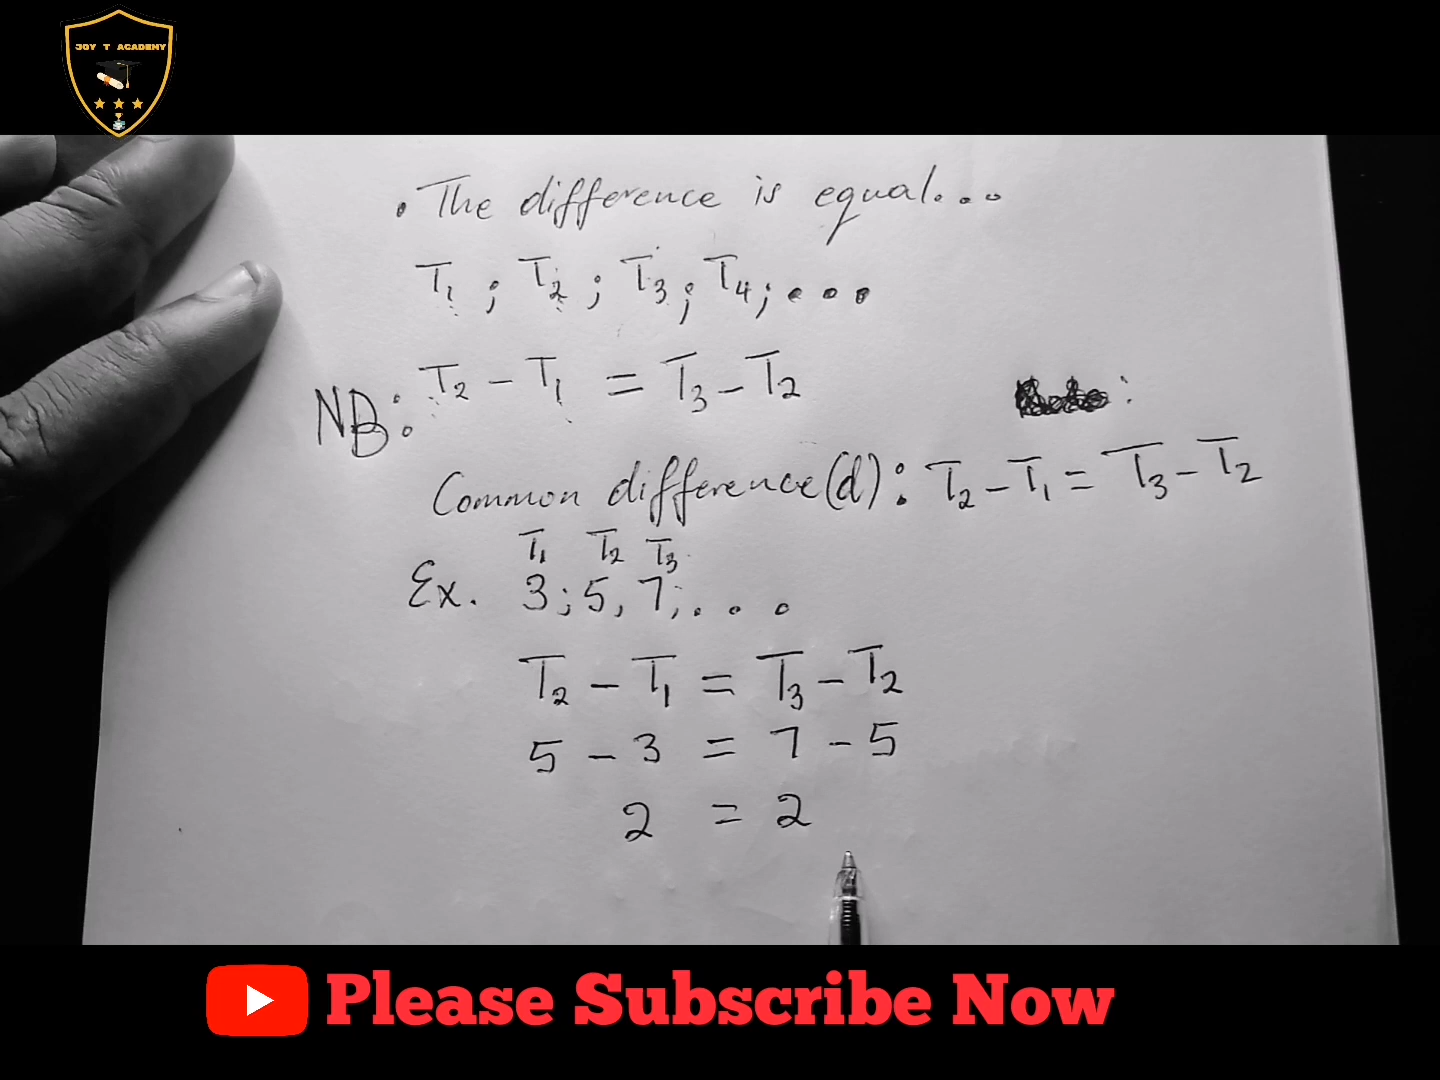 JOY T ACADEMY
• The difference is equal...
T₁ ; T₂ ; T₃ ; T₄ ; ...
NB: T₂ - T₁ = T₃ - T₂
Common difference (d) : T₂ - T₁ = T₃ - T₂
T₁ T₂ T₃
Ex. 3 ; 5 , 7 ; . . .
T₂ - T₁ = T₃ - T₂
5 - 3 = 7 - 5
2 = 2
Please Subscribe Now